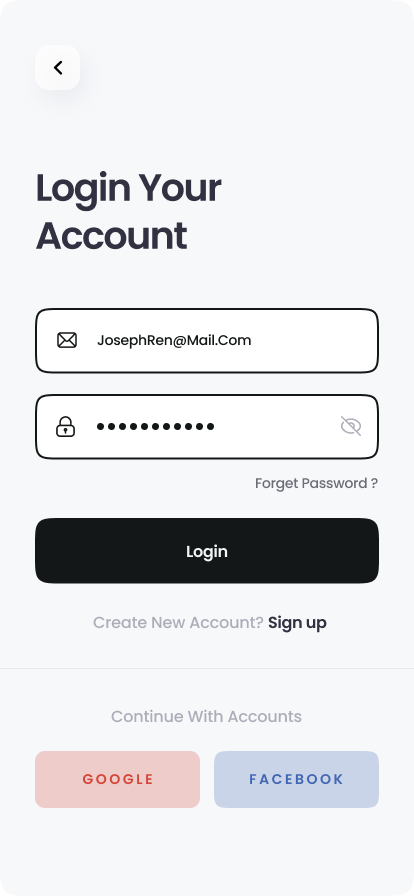 Login Your
Account
JosephRen@Mail.Com
•••••••••••
Forget Password ?
Login
Create New Account? Sign up
Continue With Accounts
GOOGLE FACEBOOK